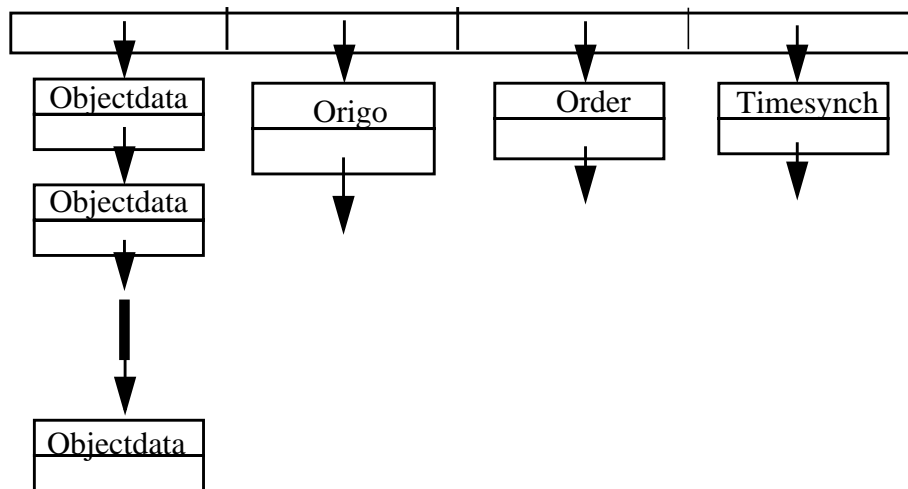 Objectdata
Origo
Order
Timesynch
Objectdata
Objectdata